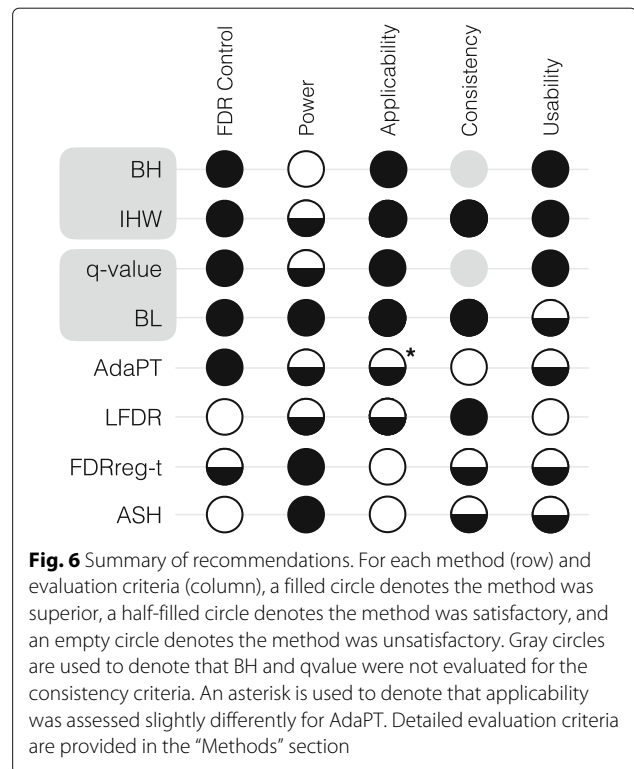 FDR Control
Power
Applicability
Consistency
Usability
BH
IHW
q-value
BL
AdaPT
*
LFDR
FDRreg-t
ASH
Fig. 6 Summary of recommendations. For each method (row) and
evaluation criteria (column), a filled circle denotes the method was
superior, a half-filled circle denotes the method was satisfactory, and
an empty circle denotes the method was unsatisfactory. Gray circles
are used to denote that BH and qvalue were not evaluated for the
consistency criteria. An asterisk is used to denote that applicability
was assessed slightly differently for AdaPT. Detailed evaluation criteria
are provided in the “Methods” section